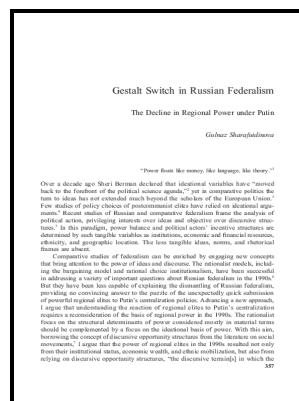 Gestalt Switch in Russian Federalism
The Decline in Regional Power under Putin
Gulnaz Sharafutdinova
"Power floats like money, like language, like theory."¹
Over a decade ago Sheri Berman declared that ideational variables have "moved
back to the forefront of the political science agenda,"² yet in comparative politics the
turn to ideas has not extended much beyond the scholars of the European Union.³
Few studies of policy choices of postcommunist elites have relied on ideational argu-
ments.⁴ Recent studies of Russian and comparative federalism frame the analysis of
political action, privileging interests over ideas and objective over discursive struc-
tures.⁵ In this paradigm, power balance and political actors' incentive structures are
determined by such tangible variables as institutions, economic and financial resources,
ethnicity, and geographic location. The less tangible ideas, norms, and rhetorical
frames are absent.
Comparative studies of federalism can be enriched by engaging new concepts
that bring attention to the power of ideas and discourse. The rationalist models, includ-
ing the bargaining model and rational choice institutionalism, have been successful
in addressing a variety of important questions about Russian federalism in the 1990s.⁶
But they have been less capable of explaining the dismantling of Russian federalism,
providing no convincing answer to the puzzle of the unexpectedly quick submission
of powerful regional elites to Putin's centralization policies. Advancing a new approach,
I argue that understanding the reaction of regional elites to Putin's centralization
requires a reconsideration of the basis of regional power in the 1990s. The rationalist
focus on the structural determinants of power considered mostly in material terms
should be complemented by a focus on the ideational basis of power. With this aim,
borrowing the concept of discursive opportunity structures from the literature on social
movements,⁷ I argue that the power of regional elites in the 1990s resulted not only
from their institutional status, economic wealth, and ethnic mobilization, but also from
relying on discursive opportunity structures, "the discursive terrain[s] in which the
357